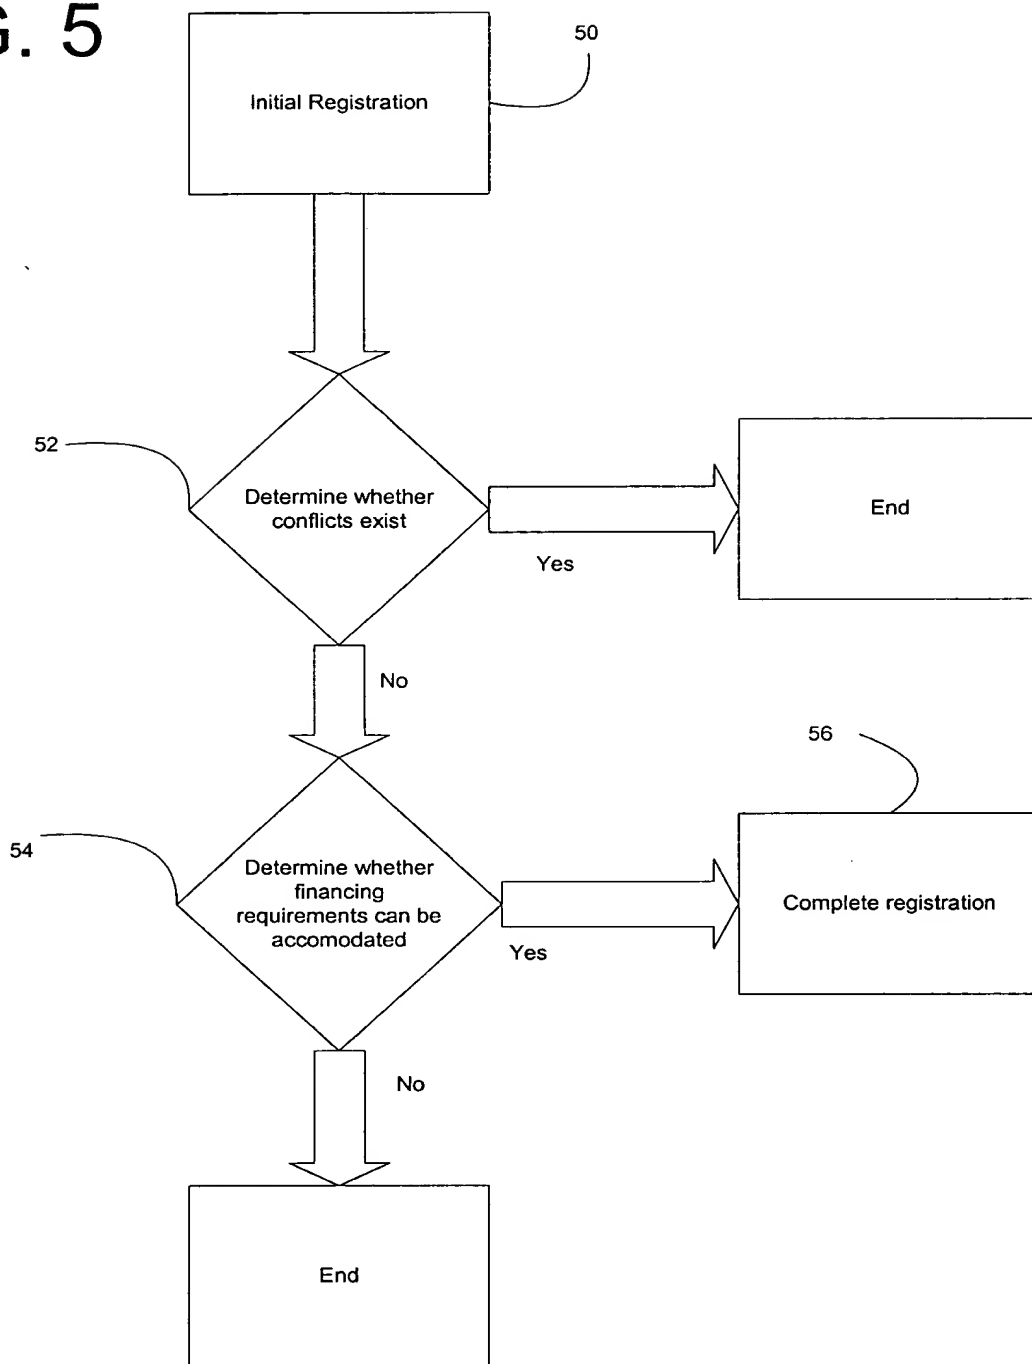 G. 5
50
Initial Registration
52
Determine whether
conflicts exist
Yes
End
No
56
54
Determine whether
financing
requirements can be
accomodated
Yes
Complete registration
No
End